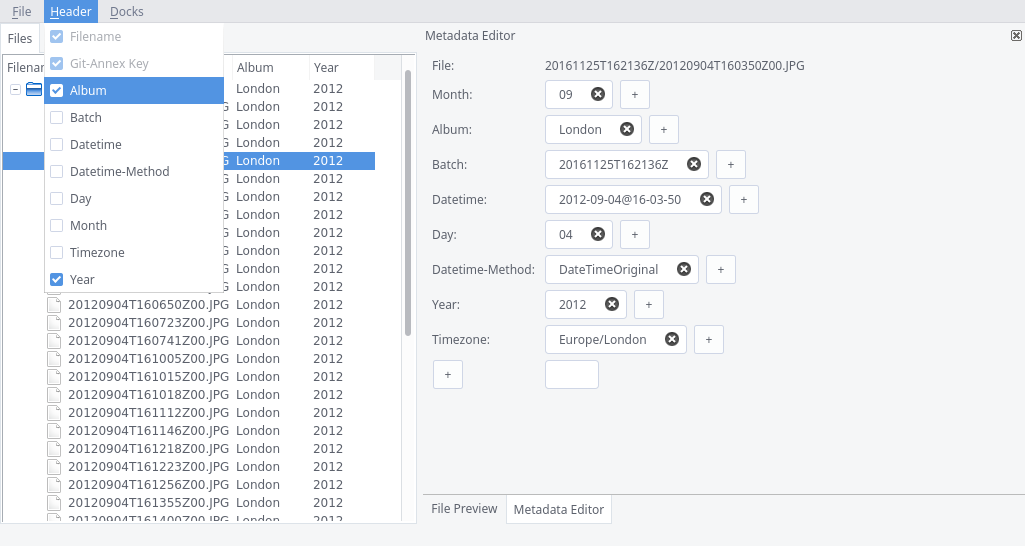 File Header Docks
Files
Filename
Git-Annex Key
Album
Batch
Datetime
Datetime-Method
Day
Month
Timezone
Year
Filenar Album Year
London 2012
G London 2012
G London 2012
G London 2012
G London 2012
G London 2012
G London 2012
G London 2012
G London 2012
G London 2012
G London 2012
G London 2012
20120904T160650Z00.JPG London 2012
20120904T160723Z00.JPG London 2012
20120904T160741Z00.JPG London 2012
20120904T161005Z00.JPG London 2012
20120904T161015Z00.JPG London 2012
20120904T161018Z00.JPG London 2012
20120904T161112Z00.JPG London 2012
20120904T161146Z00.JPG London 2012
20120904T161218Z00.JPG London 2012
20120904T161223Z00.JPG London 2012
20120904T161256Z00.JPG London 2012
20120904T161355Z00.JPG London 2012
20120904T161400Z00.JPG London 2012
Metadata Editor
File: 20161125T162136Z/20120904T160350Z00.JPG
Month: 09 +
Album: London +
Batch: 20161125T162136Z +
Datetime: 2012-09-04@16-03-50 +
Day: 04 +
Datetime-Method: DateTimeOriginal +
Year: 2012 +
Timezone: Europe/London +
+
File Preview Metadata Editor